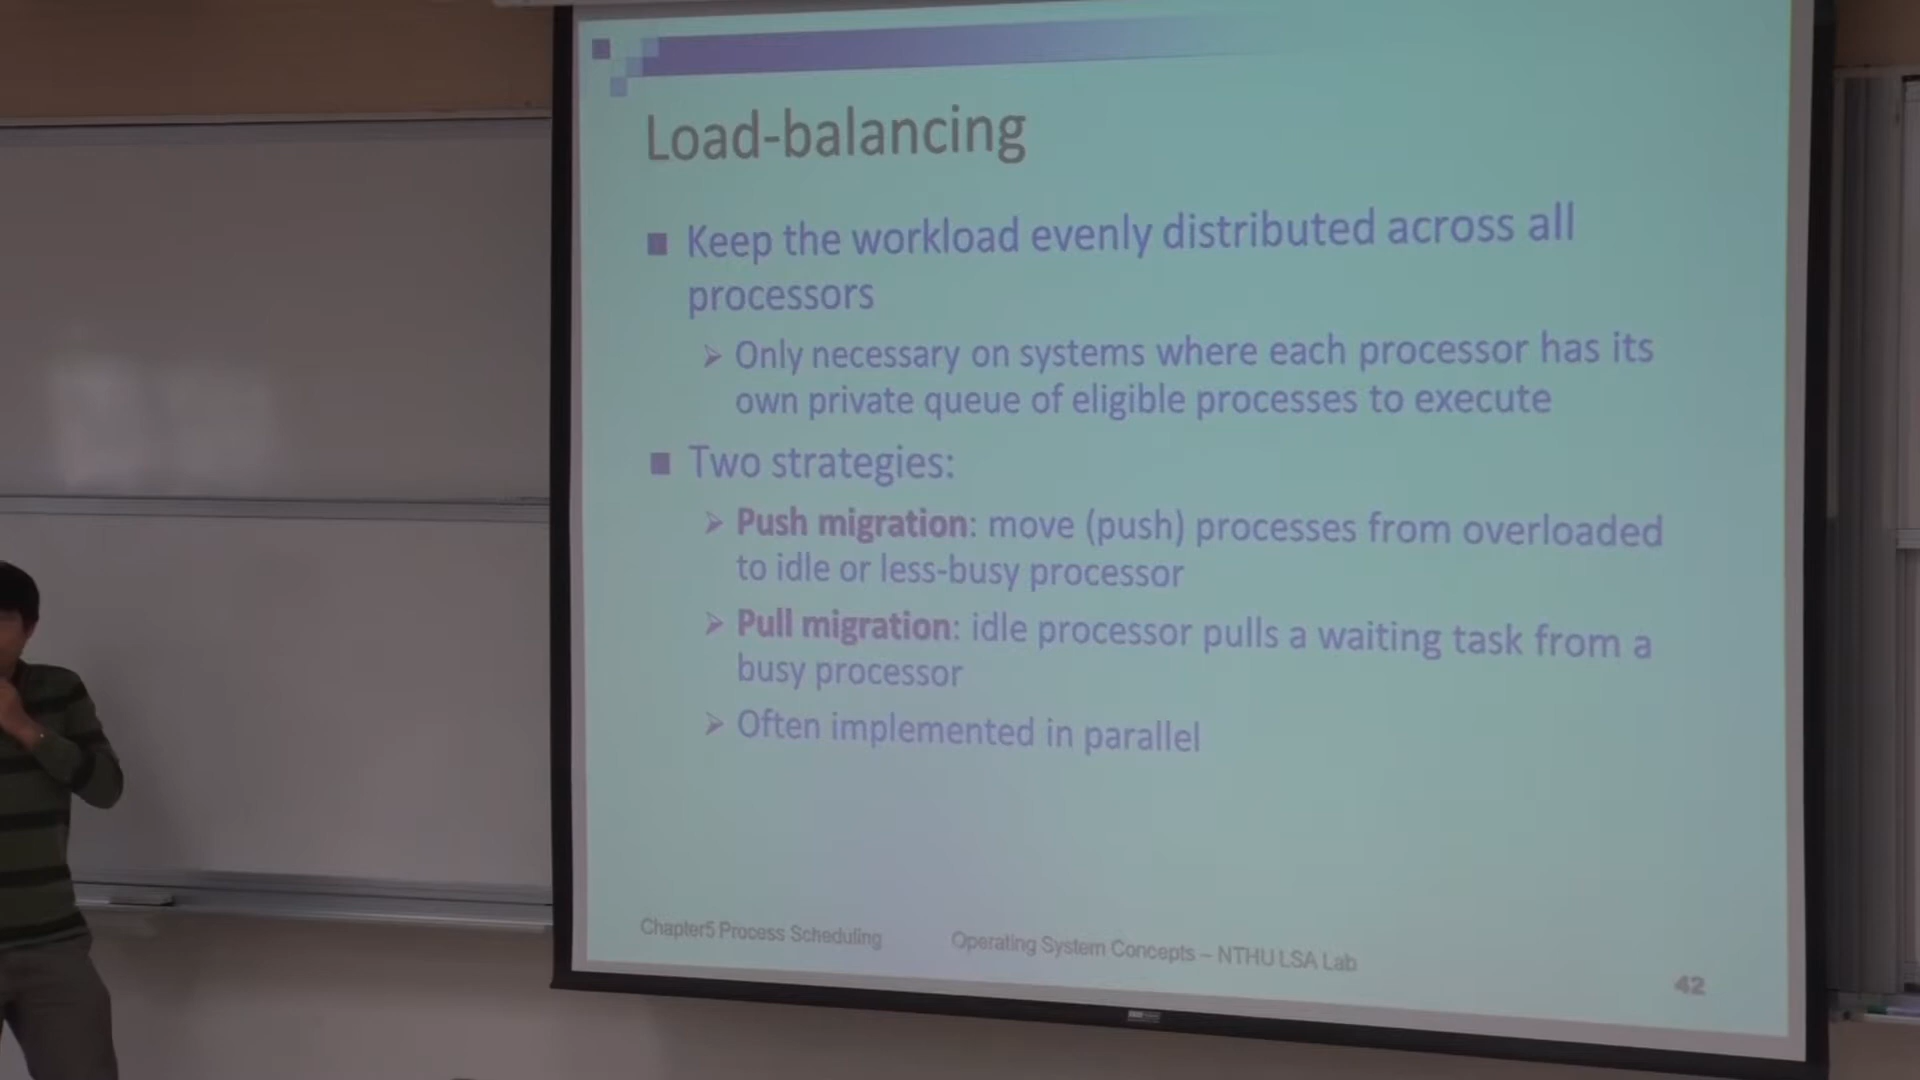 Load-balancing
Keep the workload evenly distributed across all
processors
Only necessary on systems where each processor has its
own private queue of eligible processes to execute
Two strategies:
Push migration: move (push) processes from overloaded
to idle or less-busy processor
Pull migration: idle processor pulls a waiting task from a
busy processor
Often implemented in parallel
Chapter5 Process Scheduling
Operating System Concepts – NTHU LSA Lab
42